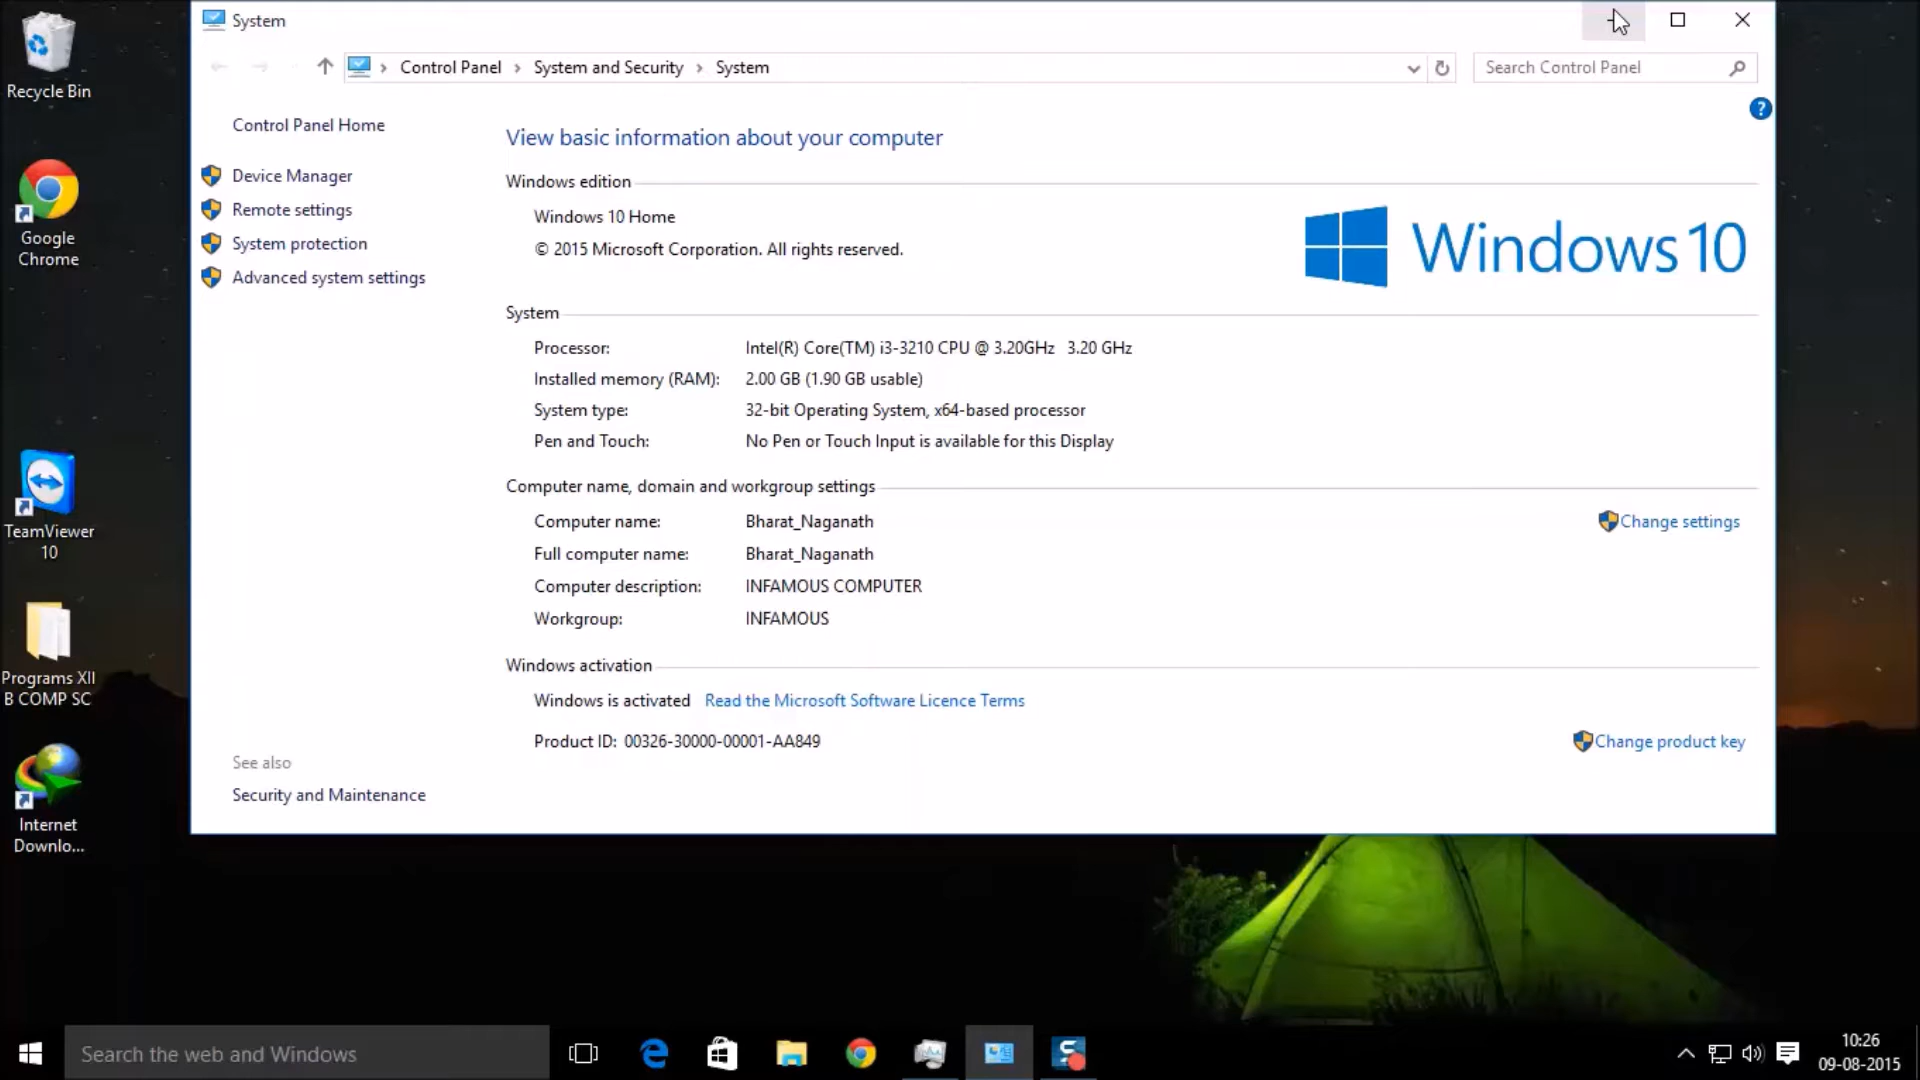 System
Control Panel
System and Security
System
Search Control Panel
Control Panel Home
Device Manager
Remote settings
System protection
Advanced system settings
See also
Security and Maintenance
?
View basic information about your computer
Windows edition
Windows 10 Home
© 2015 Microsoft Corporation. All rights reserved.
Windows 10
System
Processor: Intel(R) Core(TM) i3-3210 CPU @ 3.20GHz 3.20 GHz
Installed memory (RAM): 2.00 GB (1.90 GB usable)
System type: 32-bit Operating System, x64-based processor
Pen and Touch: No Pen or Touch Input is available for this Display
Computer name, domain and workgroup settings
Computer name: Bharat_Naganath
Change settings
Full computer name: Bharat_Naganath
Computer description: INFAMOUS COMPUTER
Workgroup: INFAMOUS
Windows activation
Windows is activated Read the Microsoft Software Licence Terms
Product ID: 00326-30000-00001-AA849
Change product key
Recycle Bin
Google
Chrome
TeamViewer
10
Programs XII
B COMP SC
Internet
Downlo...
Search the web and Windows
S
10:26
09-08-2015